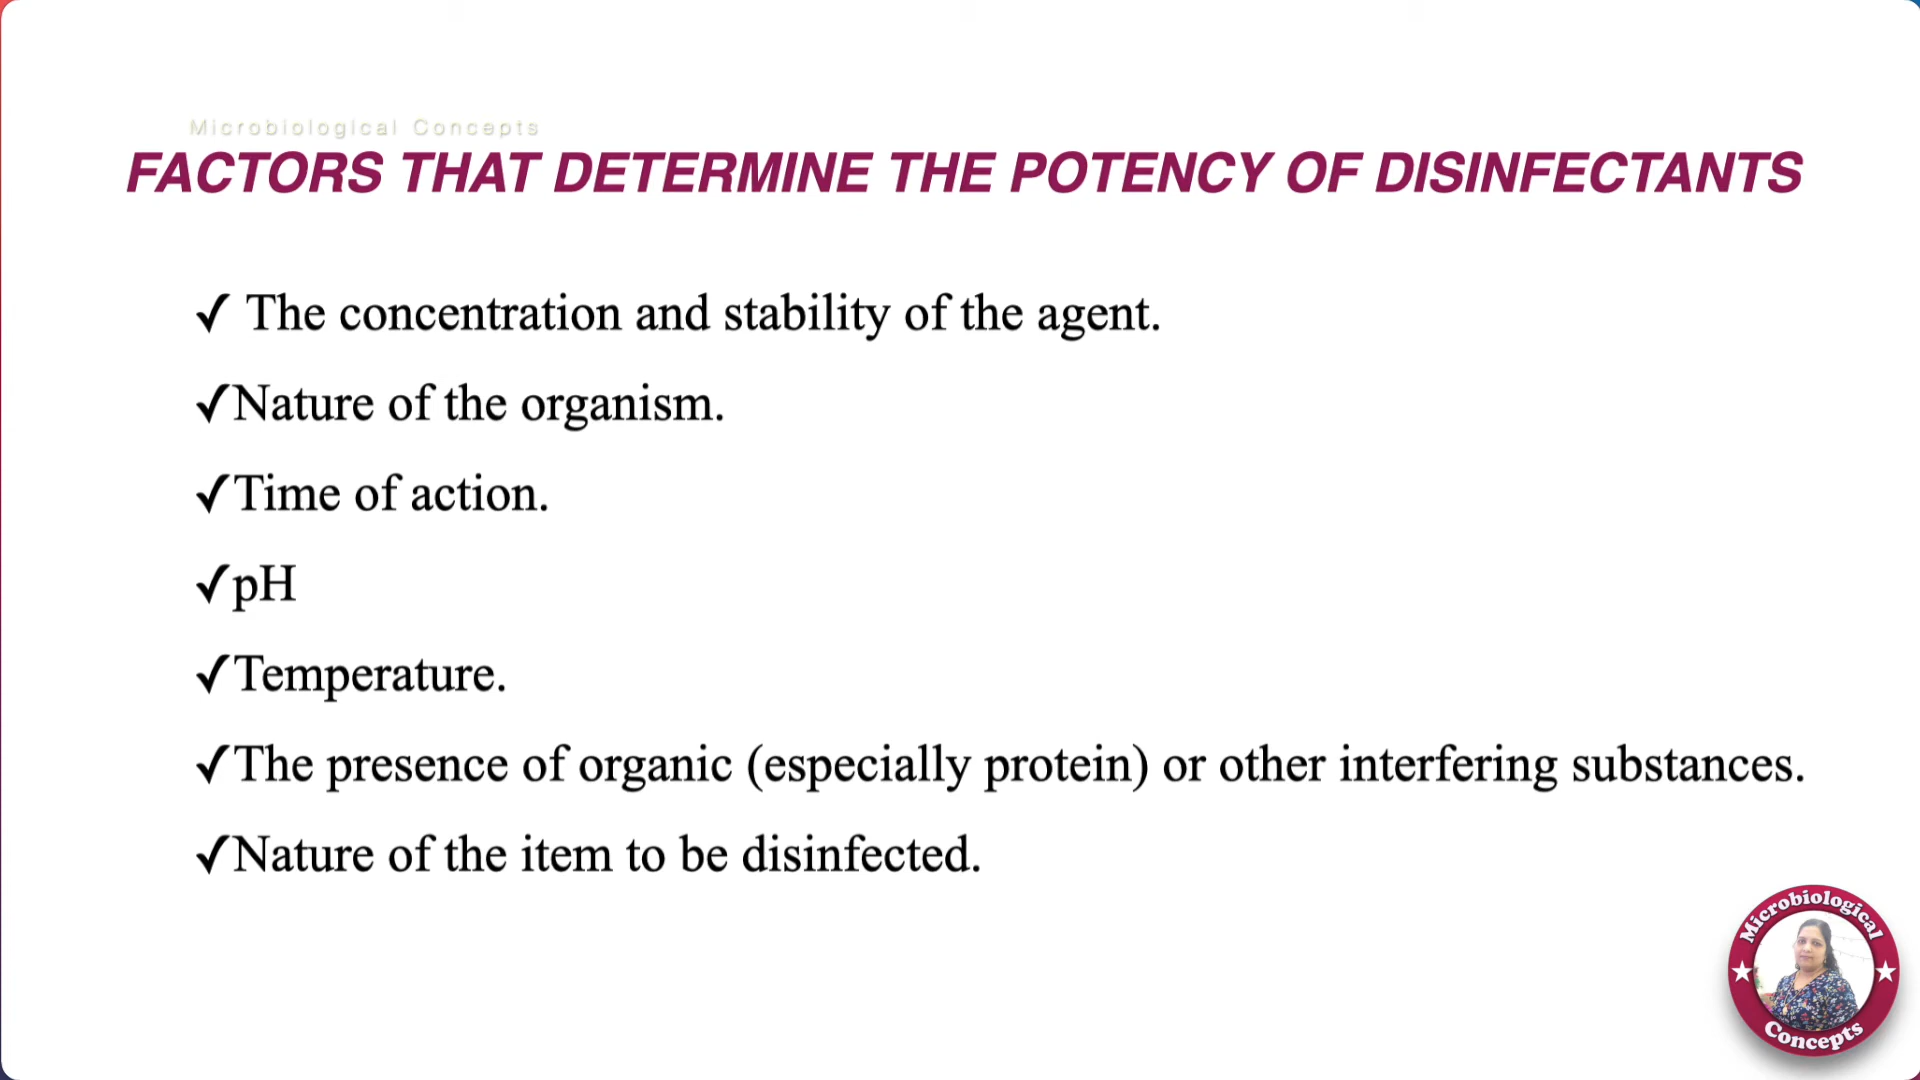 Microbiological Concepts
FACTORS THAT DETERMINE THE POTENCY OF DISINFECTANTS
✓ The concentration and stability of the agent.
✓Nature of the organism.
✓Time of action.
✓pH
✓Temperature.
✓The presence of organic (especially protein) or other interfering substances.
✓Nature of the item to be disinfected.
Microbiological
Concepts